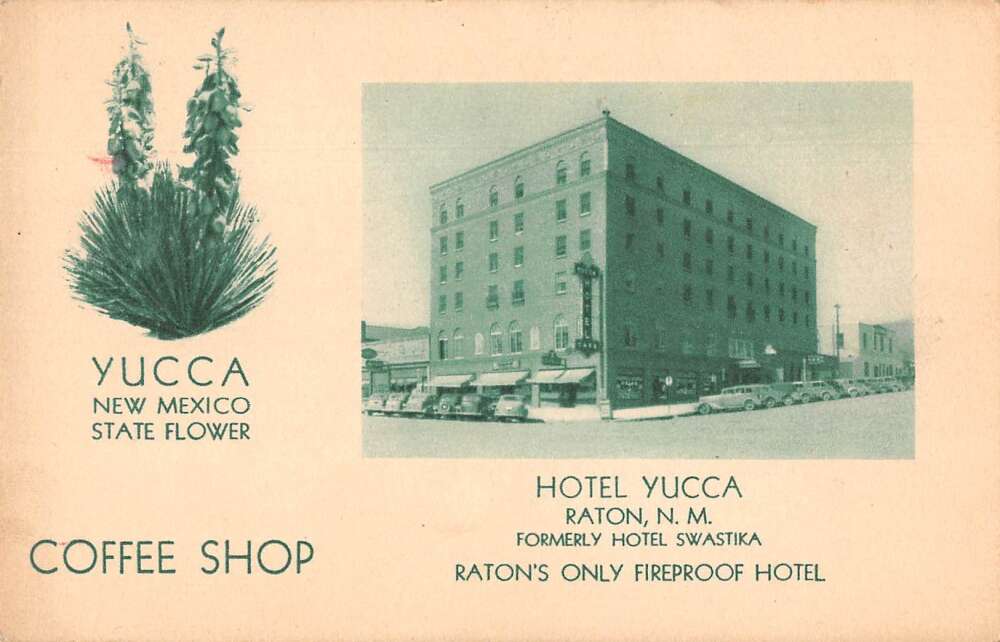 YUCCA
NEW MEXICO
STATE FLOWER
COFFEE SHOP
HOTEL YUCCA
RATON, N. M.
FORMERLY HOTEL SWASTIKA
RATON'S ONLY FIREPROOF HOTEL